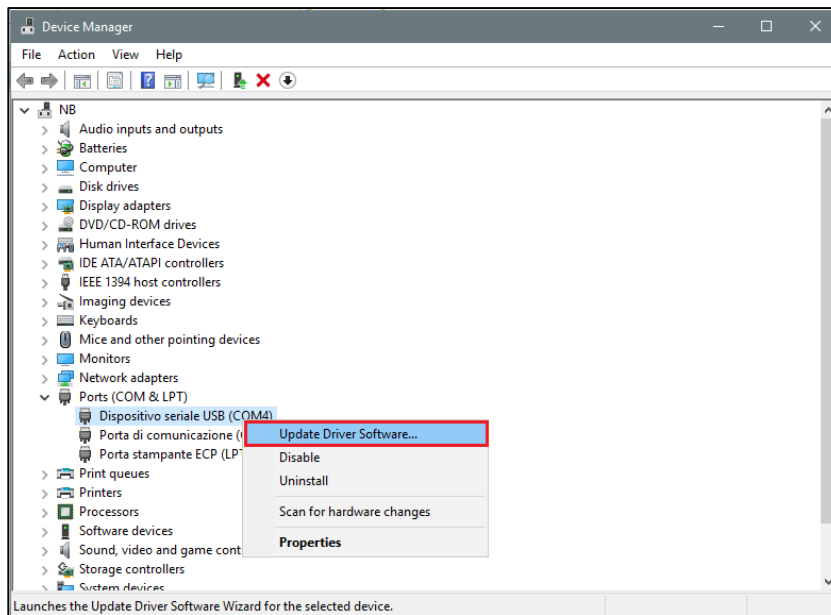 Device Manager
File Action View Help
NB
Audio inputs and outputs
Batteries
Computer
Disk drives
Display adapters
DVD/CD-ROM drives
Human Interface Devices
IDE ATA/ATAPI controllers
IEEE 1394 host controllers
Imaging devices
Keyboards
Mice and other pointing devices
Monitors
Network adapters
Ports (COM & LPT)
Dispositivo seriale USB (COM4)
Porta di comunicazione (
Porta stampante ECP (LPT
Print queues
Printers
Processors
Software devices
Sound, video and game cont
Storage controllers
System devices
Update Driver Software...
Disable
Uninstall
Scan for hardware changes
Properties
Launches the Update Driver Software Wizard for the selected device.